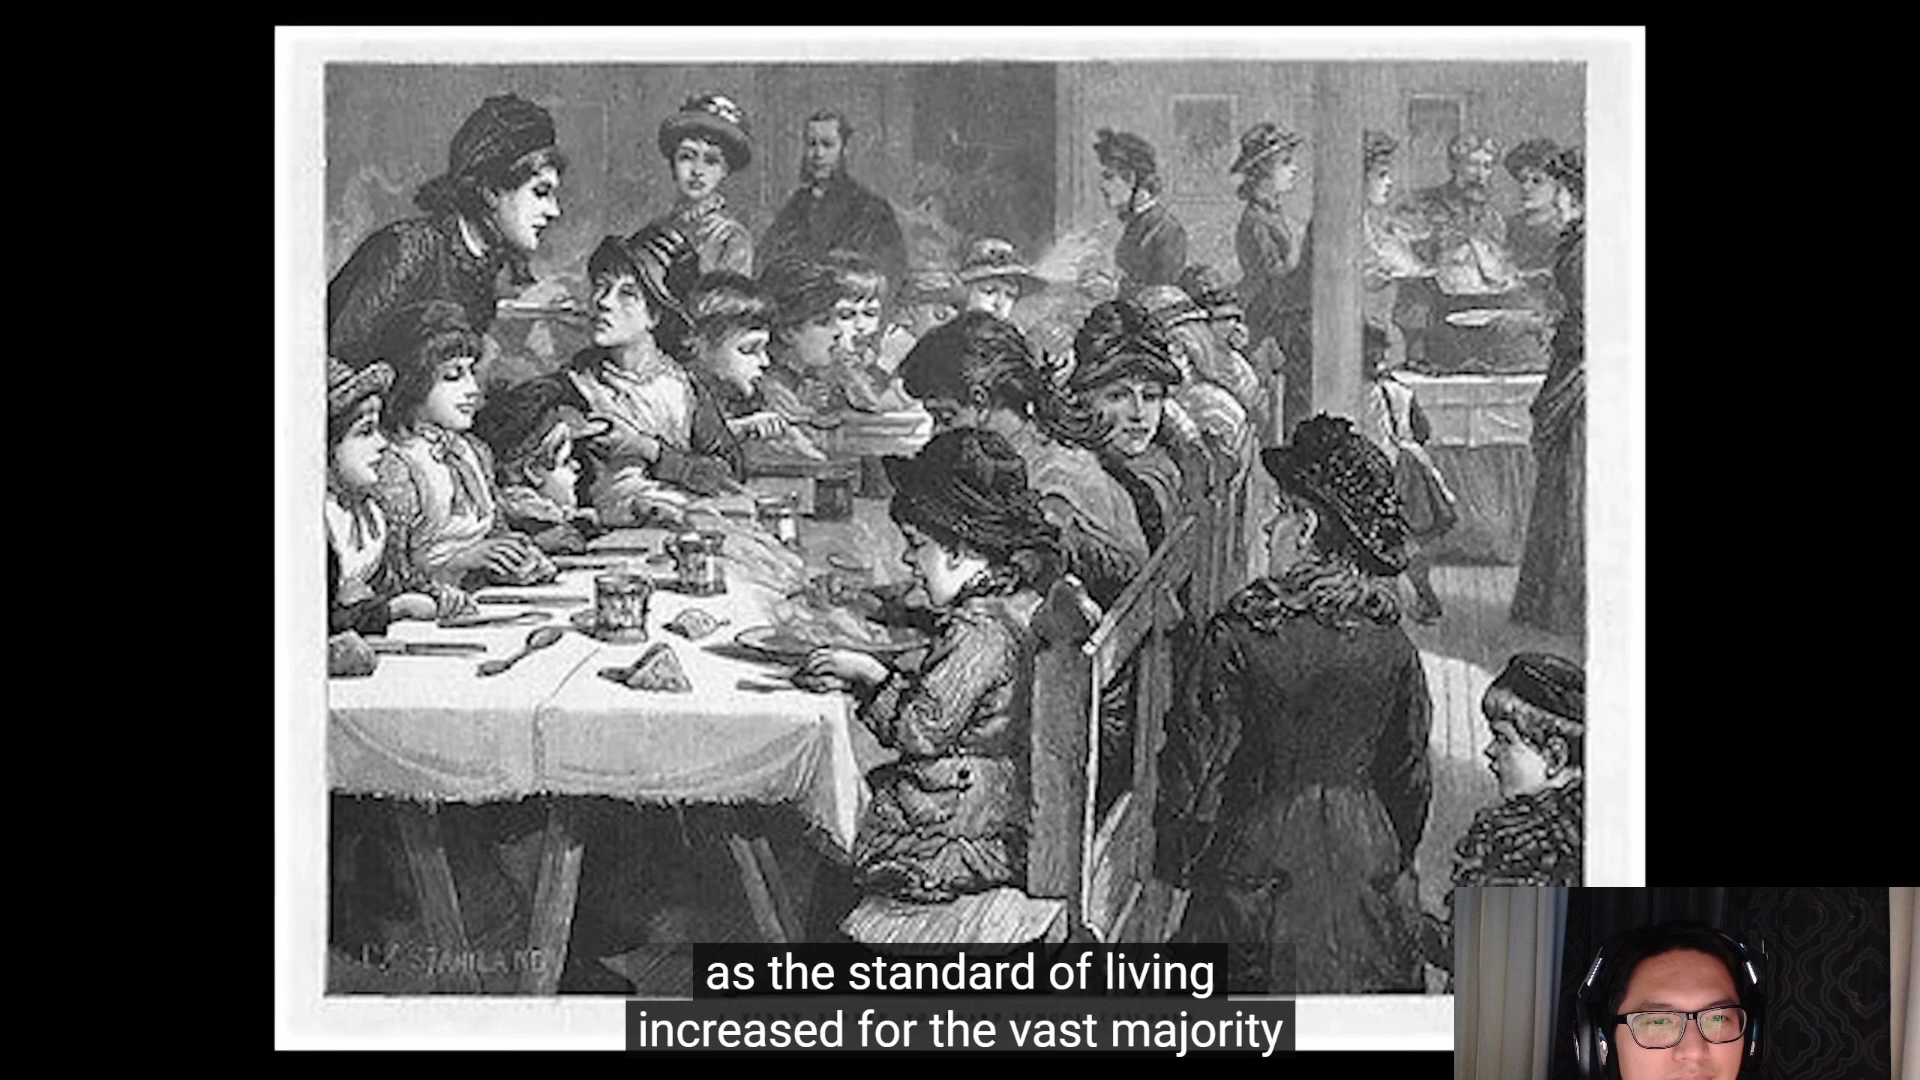 as the standard of living
increased for the vast majority